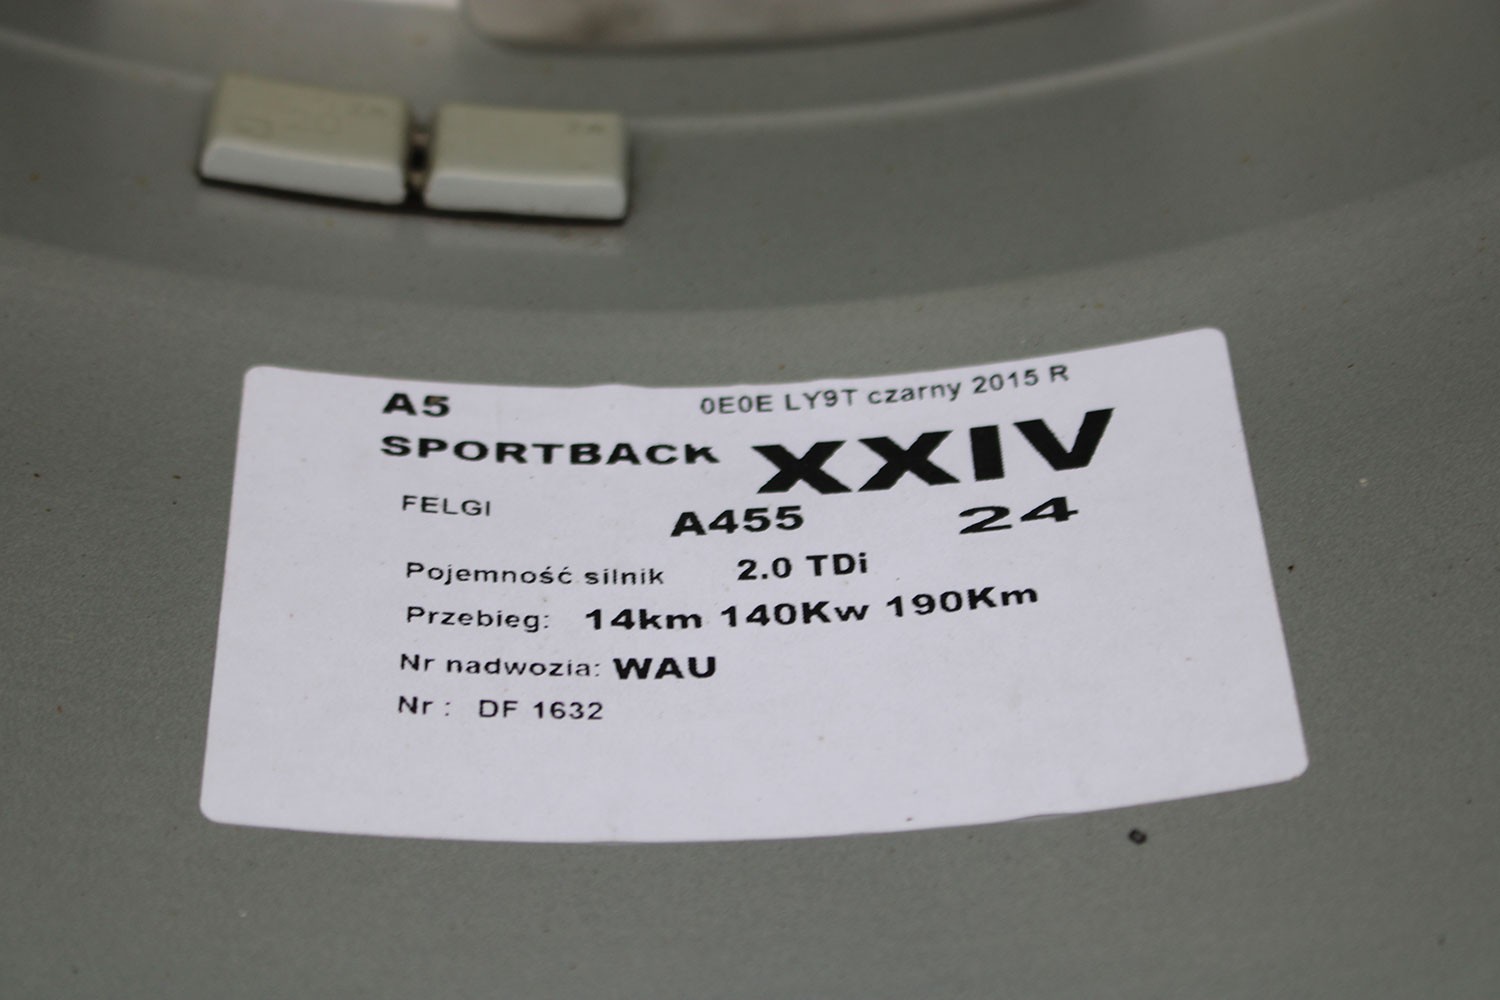 A5 0E0E LY9T czarny 2015 R
SPORTBACK XXIV
FELGI A455 24
Pojemność silnik 2.0 TDi
Przebieg: 14km 140Kw 190Km
Nr nadwozia: WAU
Nr : DF 1632